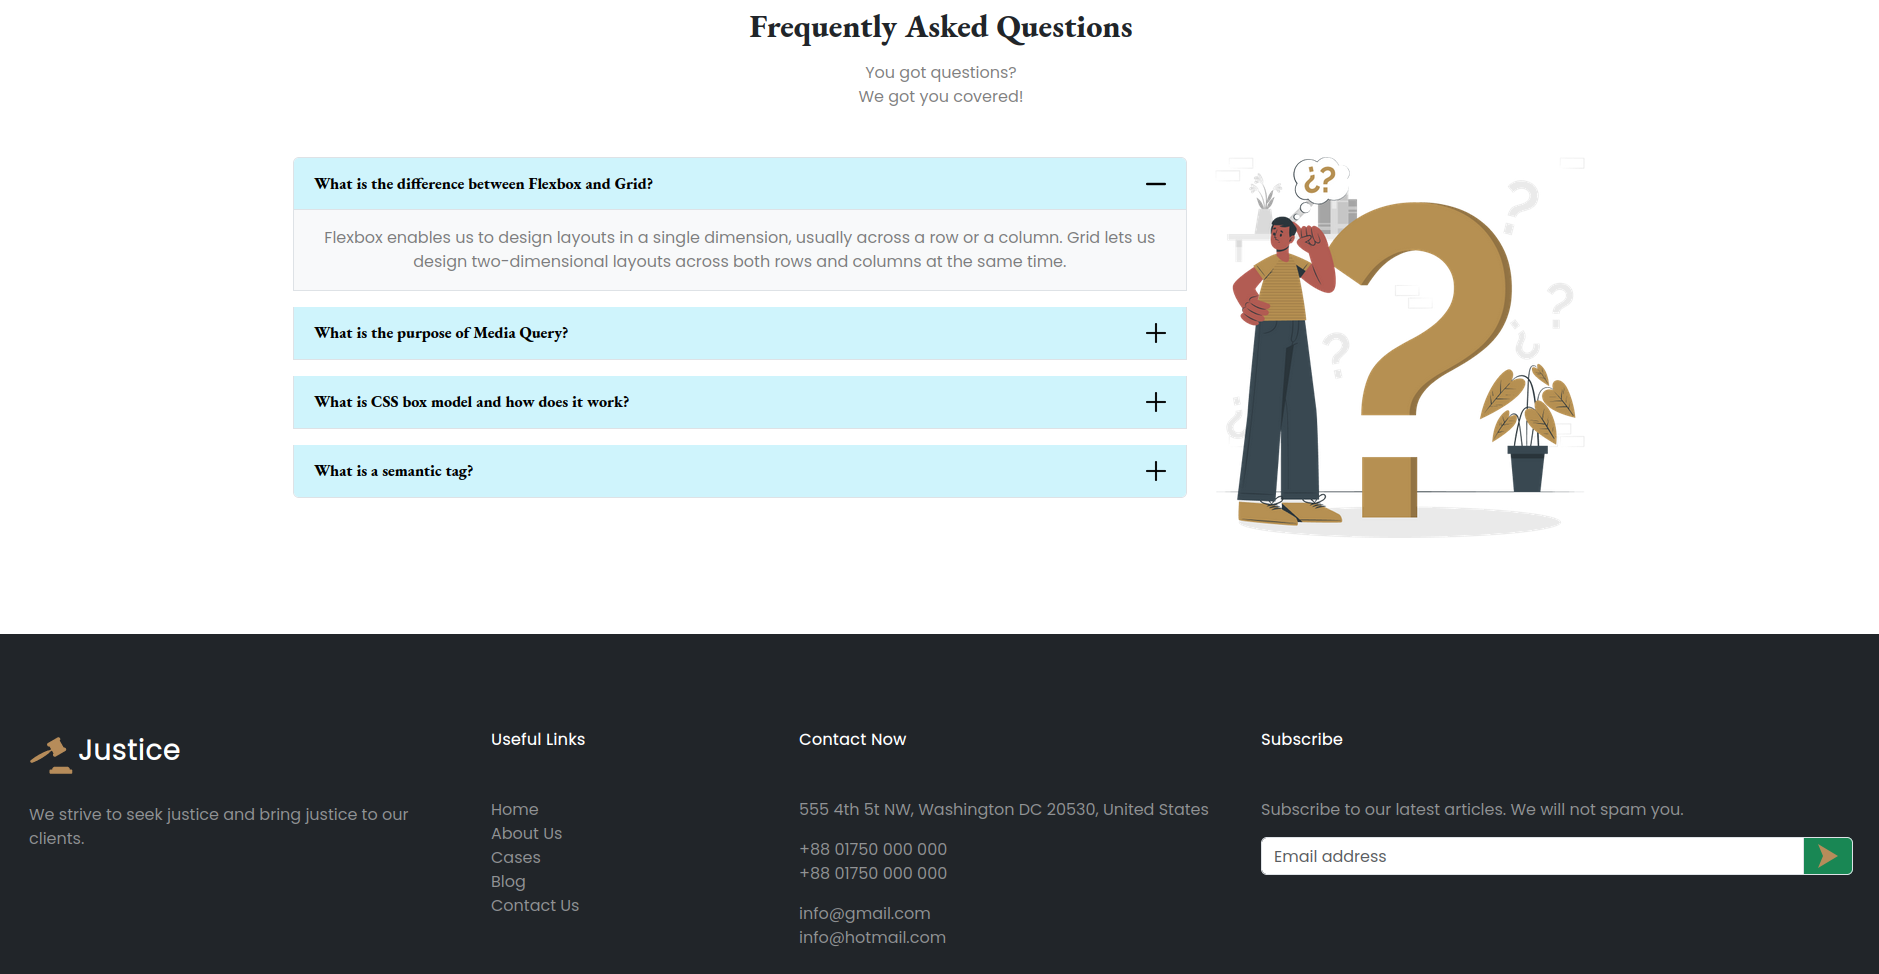 Frequently Asked Questions
You got questions?
We got you covered!
What is the difference between Flexbox and Grid?
Flexbox enables us to design layouts in a single dimension, usually across a row or a column. Grid lets us
design two-dimensional layouts across both rows and columns at the same time.
What is the purpose of Media Query?
What is CSS box model and how does it work?
What is a semantic tag?
¿?
Justice
We strive to seek justice and bring justice to our
clients.
Useful Links
Home
About Us
Cases
Blog
Contact Us
Contact Now
555 4th 5t NW, Washington DC 20530, United States
+88 01750 000 000
+88 01750 000 000
info@gmail.com
info@hotmail.com
Subscribe
Subscribe to our latest articles. We will not spam you.
Email address